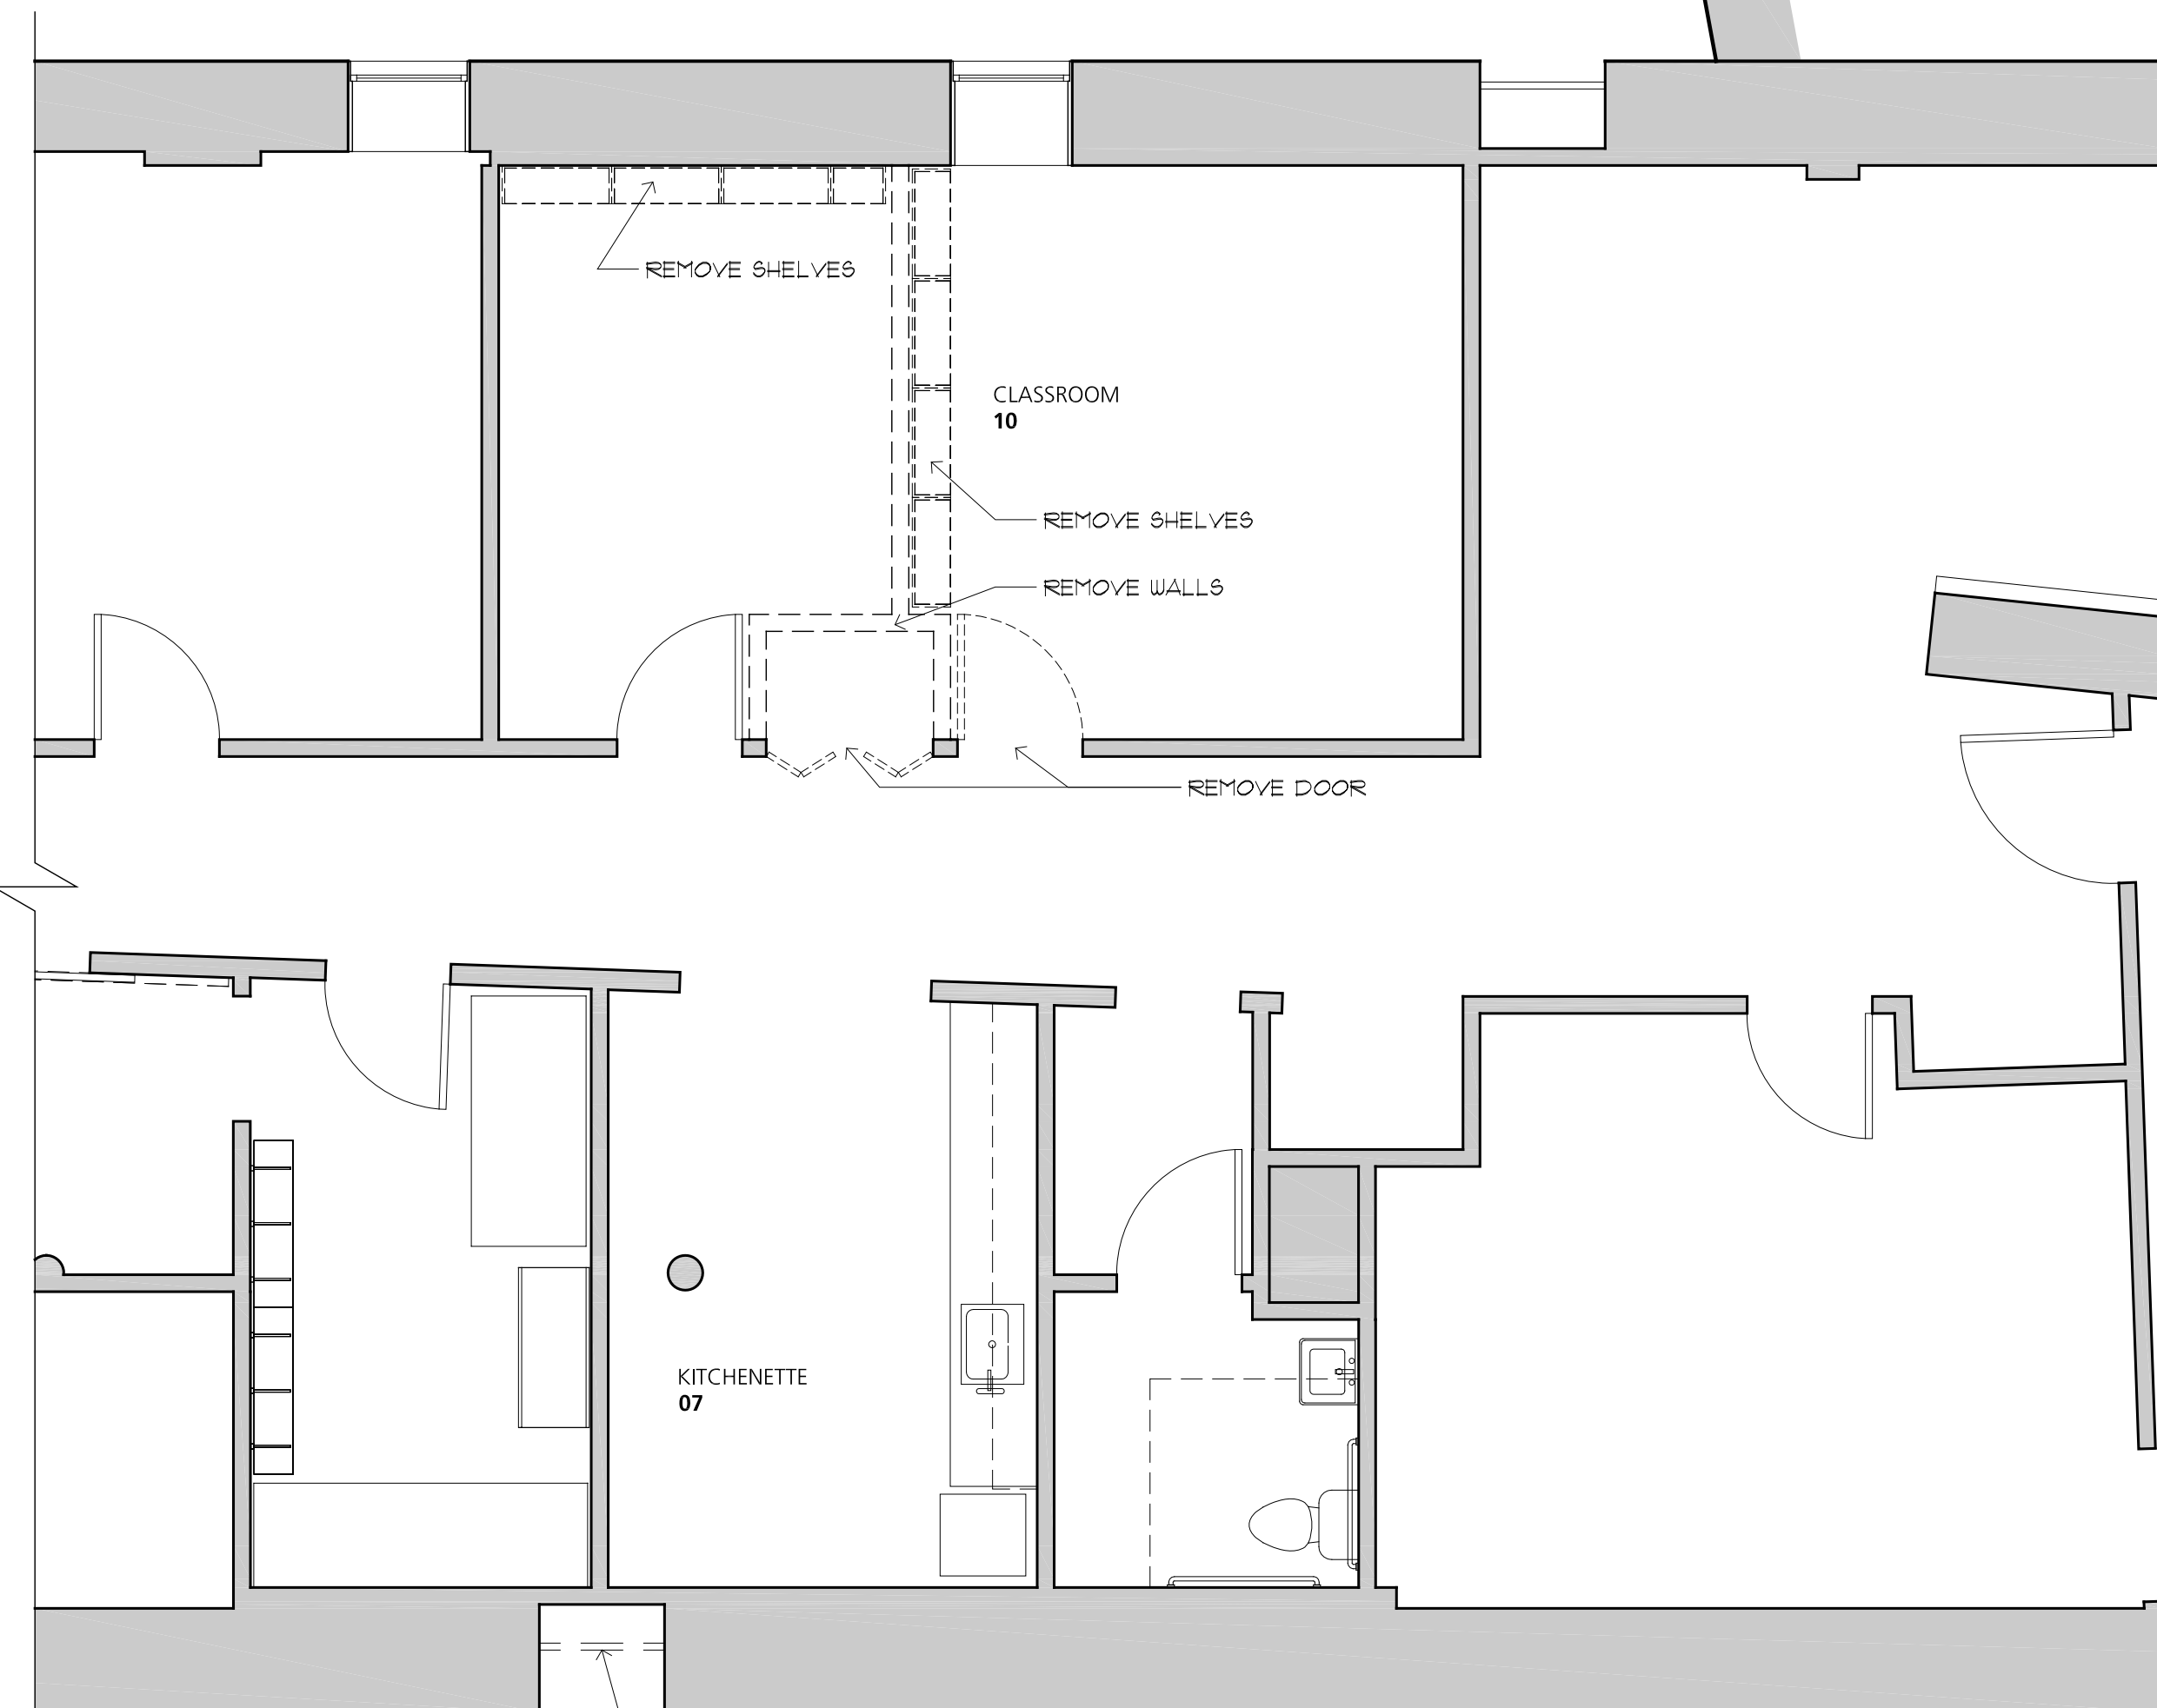 REMOVE SHELVES
CLASSROOM
10
REMOVE SHELVES
REMOVE WALLS
REMOVE DOOR
KITCHENETTE
07